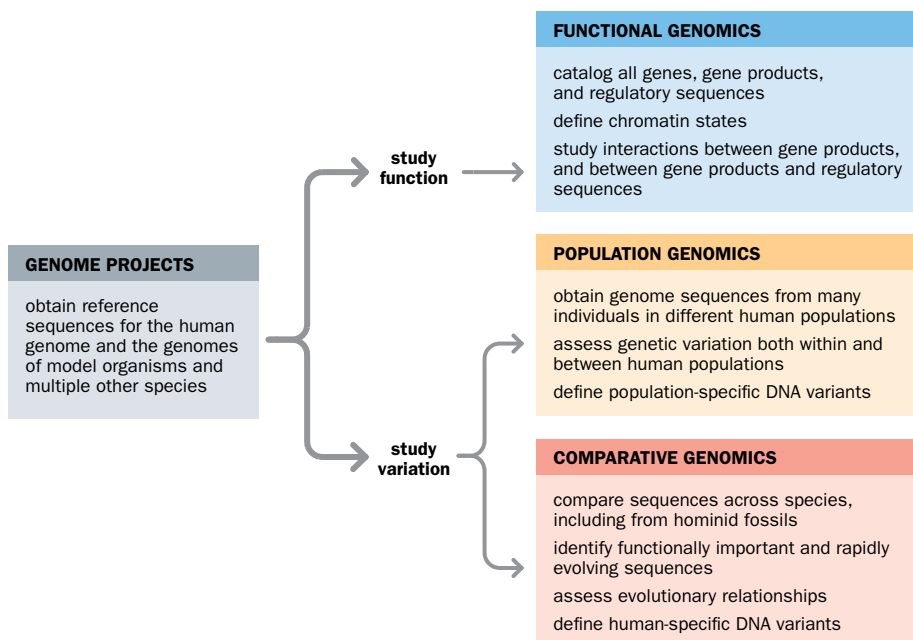 GENOME PROJECTS
obtain reference
sequences for the human
genome and the genomes
of model organisms and
multiple other species
study
function
study
variation
FUNCTIONAL GENOMICS
catalog all genes, gene products,
and regulatory sequences
define chromatin states
study interactions between gene products,
and between gene products and regulatory
sequences
POPULATION GENOMICS
obtain genome sequences from many
individuals in different human populations
assess genetic variation both within and
between human populations
define population-specific DNA variants
COMPARATIVE GENOMICS
compare sequences across species,
including from hominid fossils
identify functionally important and rapidly
evolving sequences
assess evolutionary relationships
define human-specific DNA variants